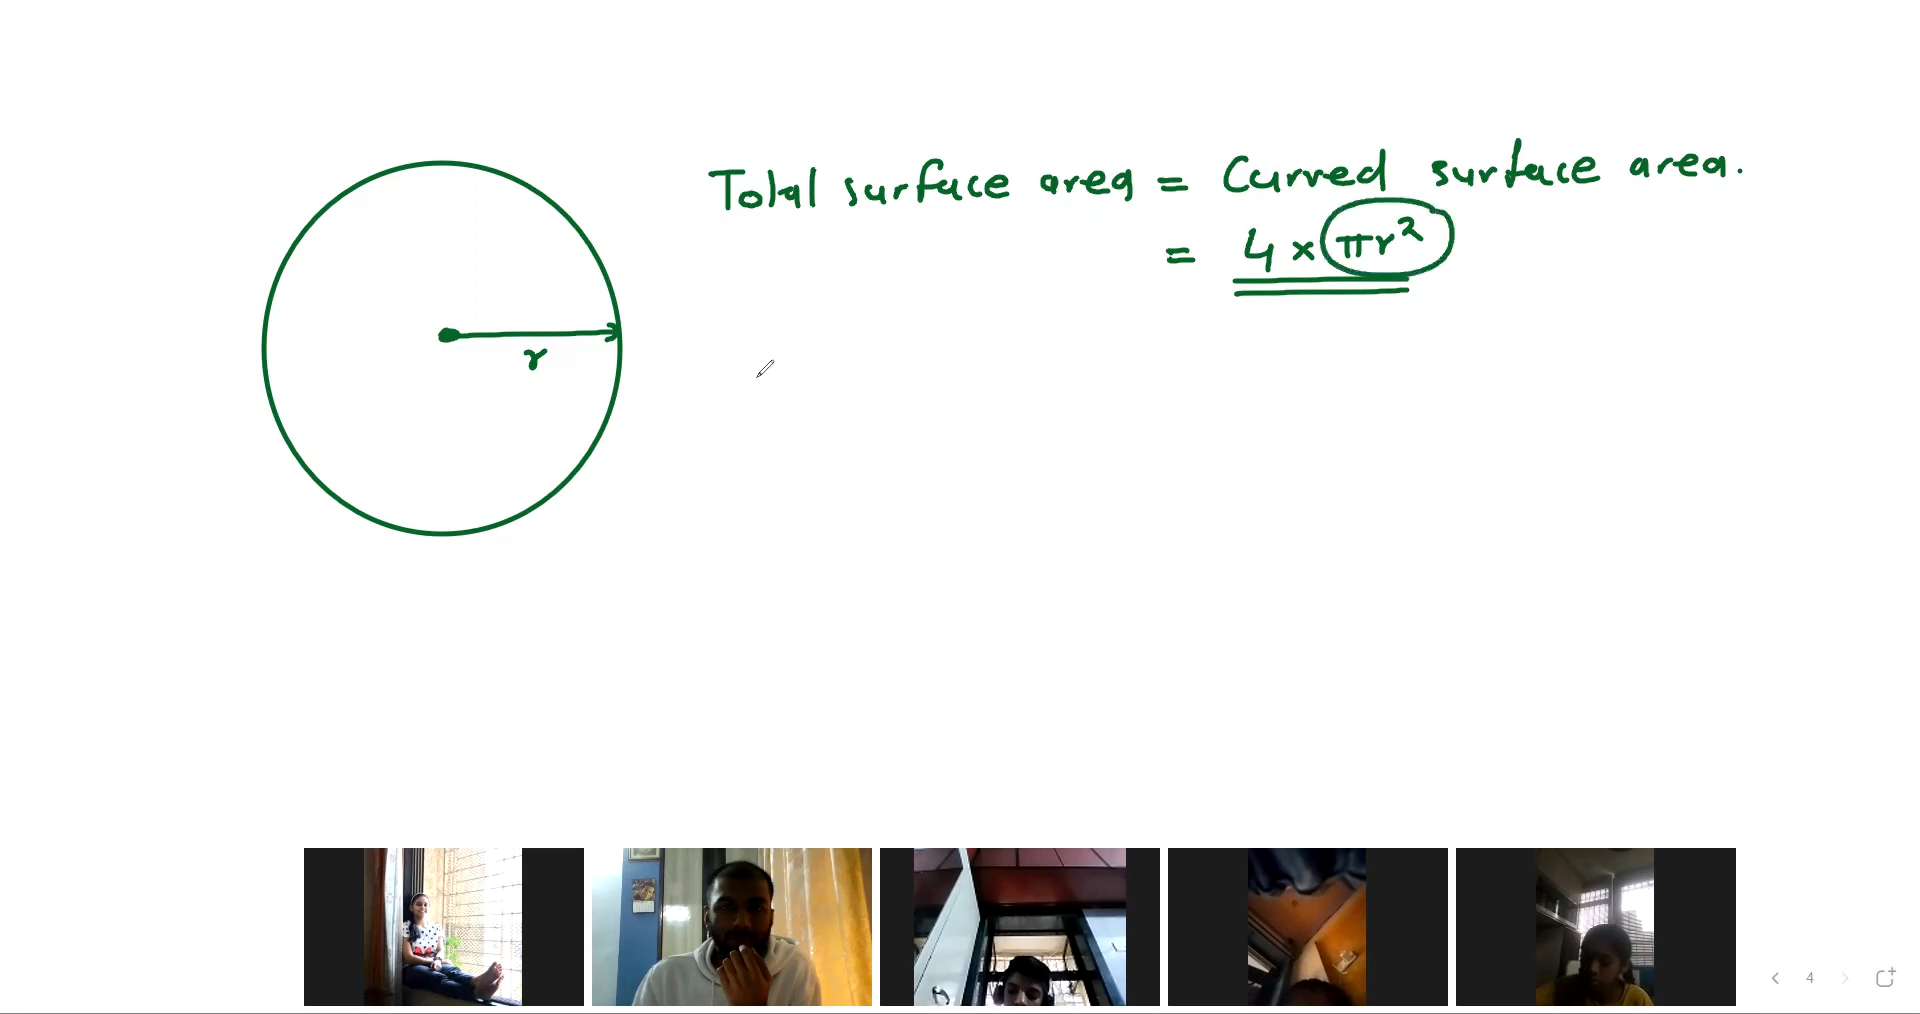 Total surface area = Curved surface area.
= 4 × πr²
r
4